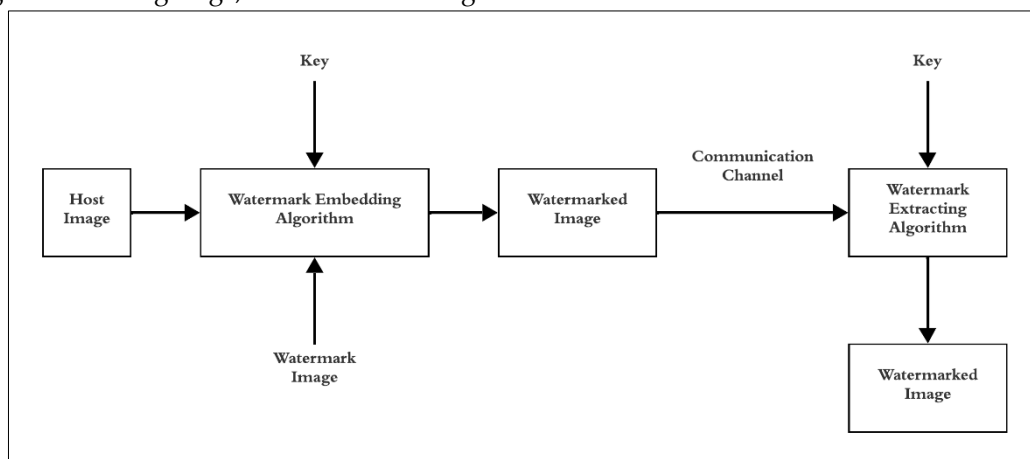 Key
Key
Communication
Channel
Host
Image
Watermark Embedding
Algorithm
Watermarked
Image
Watermark
Extracting
Algorithm
Watermark
Image
Watermarked
Image